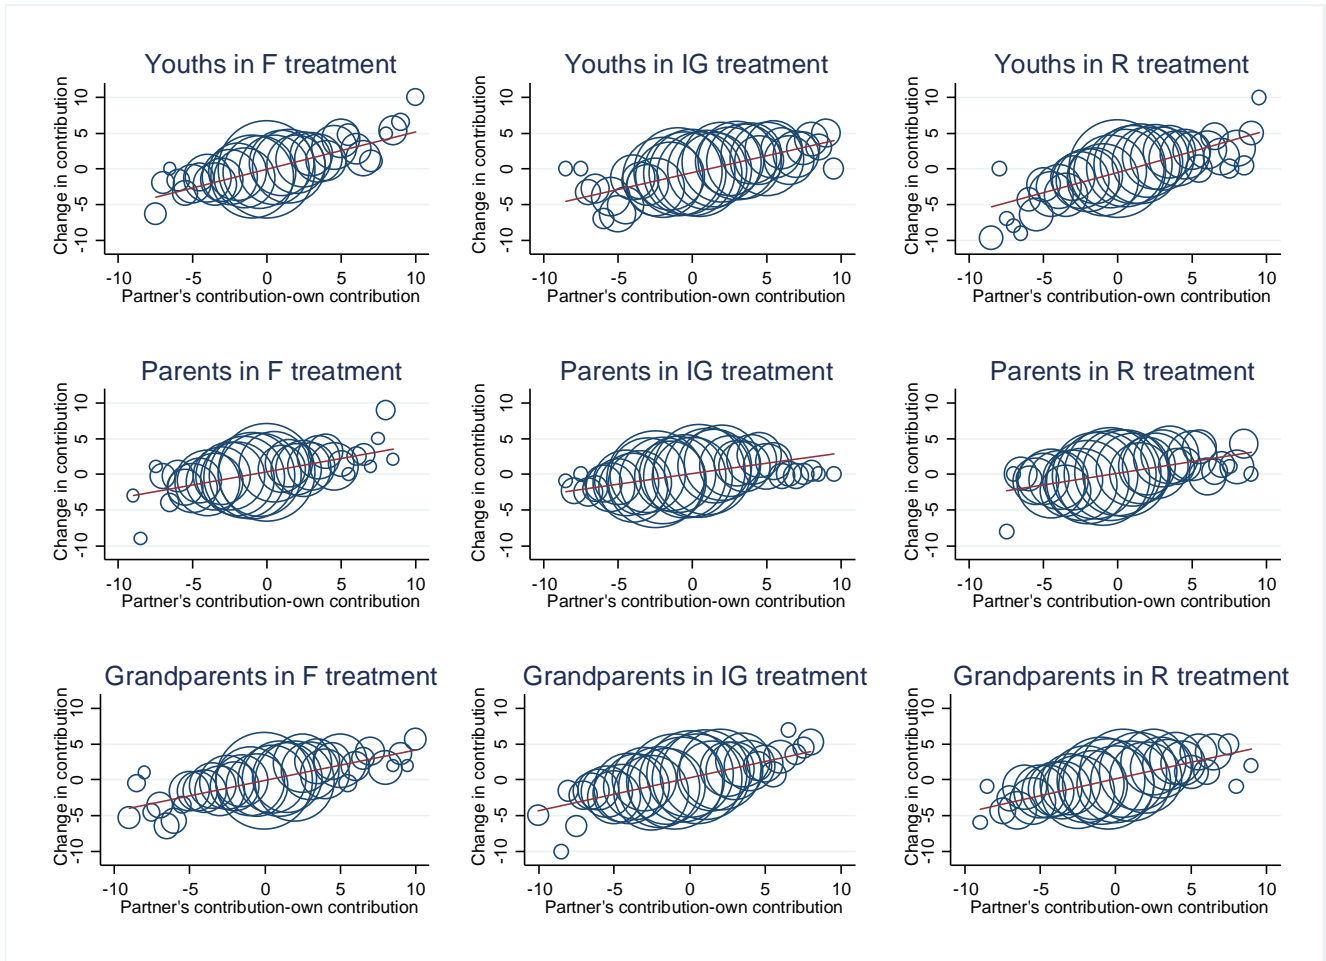 Youths in F treatment
Change in contribution
10
5
0
-5
-10
-10 -5 0 5 10
Partner's contribution-own contribution
Youths in IG treatment
Change in contribution
10
5
0
-5
-10
-10 -5 0 5 10
Partner's contribution-own contribution
Youths in R treatment
Change in contribution
10
5
0
-5
-10
-10 -5 0 5 10
Partner's contribution-own contribution
Parents in F treatment
Change in contribution
10
5
0
-5
-10
-10 -5 0 5 10
Partner's contribution-own contribution
Parents in IG treatment
Change in contribution
10
5
0
-5
-10
-10 -5 0 5 10
Partner's contribution-own contribution
Parents in R treatment
Change in contribution
10
5
0
-5
-10
-10 -5 0 5 10
Partner's contribution-own contribution
Grandparents in F treatment
Change in contribution
10
5
0
-5
-10
-10 -5 0 5 10
Partner's contribution-own contribution
Grandparents in IG treatment
Change in contribution
10
5
0
-5
-10
-10 -5 0 5 10
Partner's contribution-own contribution
Grandparents in R treatment
Change in contribution
10
5
0
-5
-10
-10 -5 0 5 10
Partner's contribution-own contribution